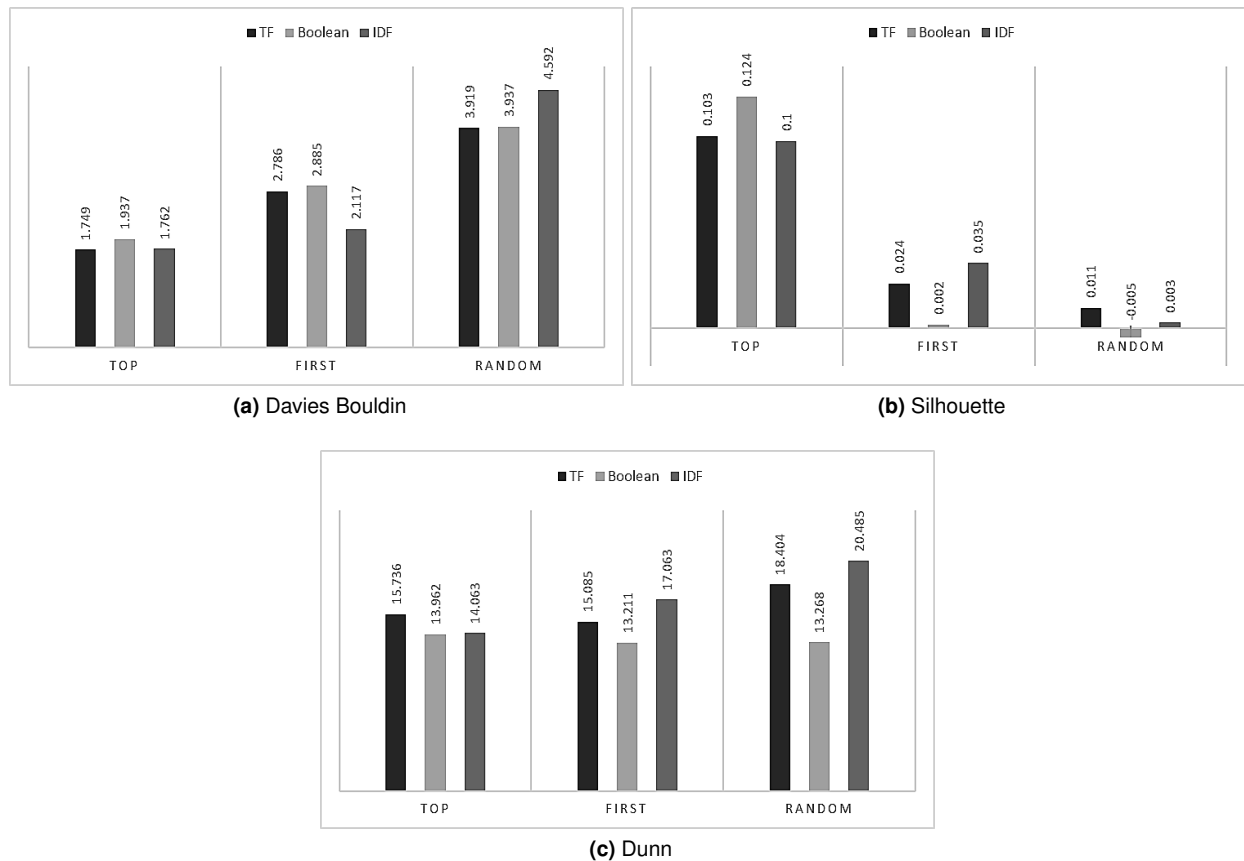 TF Boolean IDF
1.749 1.937 1.762 2.786 2.885 2.117 3.919 3.937 4.592
TOP FIRST RANDOM
(a) Davies Bouldin
TF Boolean IDF
0.103 0.124 0.1 0.024 0.002 0.035 0.011 -0.005 0.003
TOP FIRST RANDOM
(b) Silhouette
TF Boolean IDF
15.736 13.962 14.063 15.085 13.211 17.063 18.404 13.268 20.485
TOP FIRST RANDOM
(c) Dunn